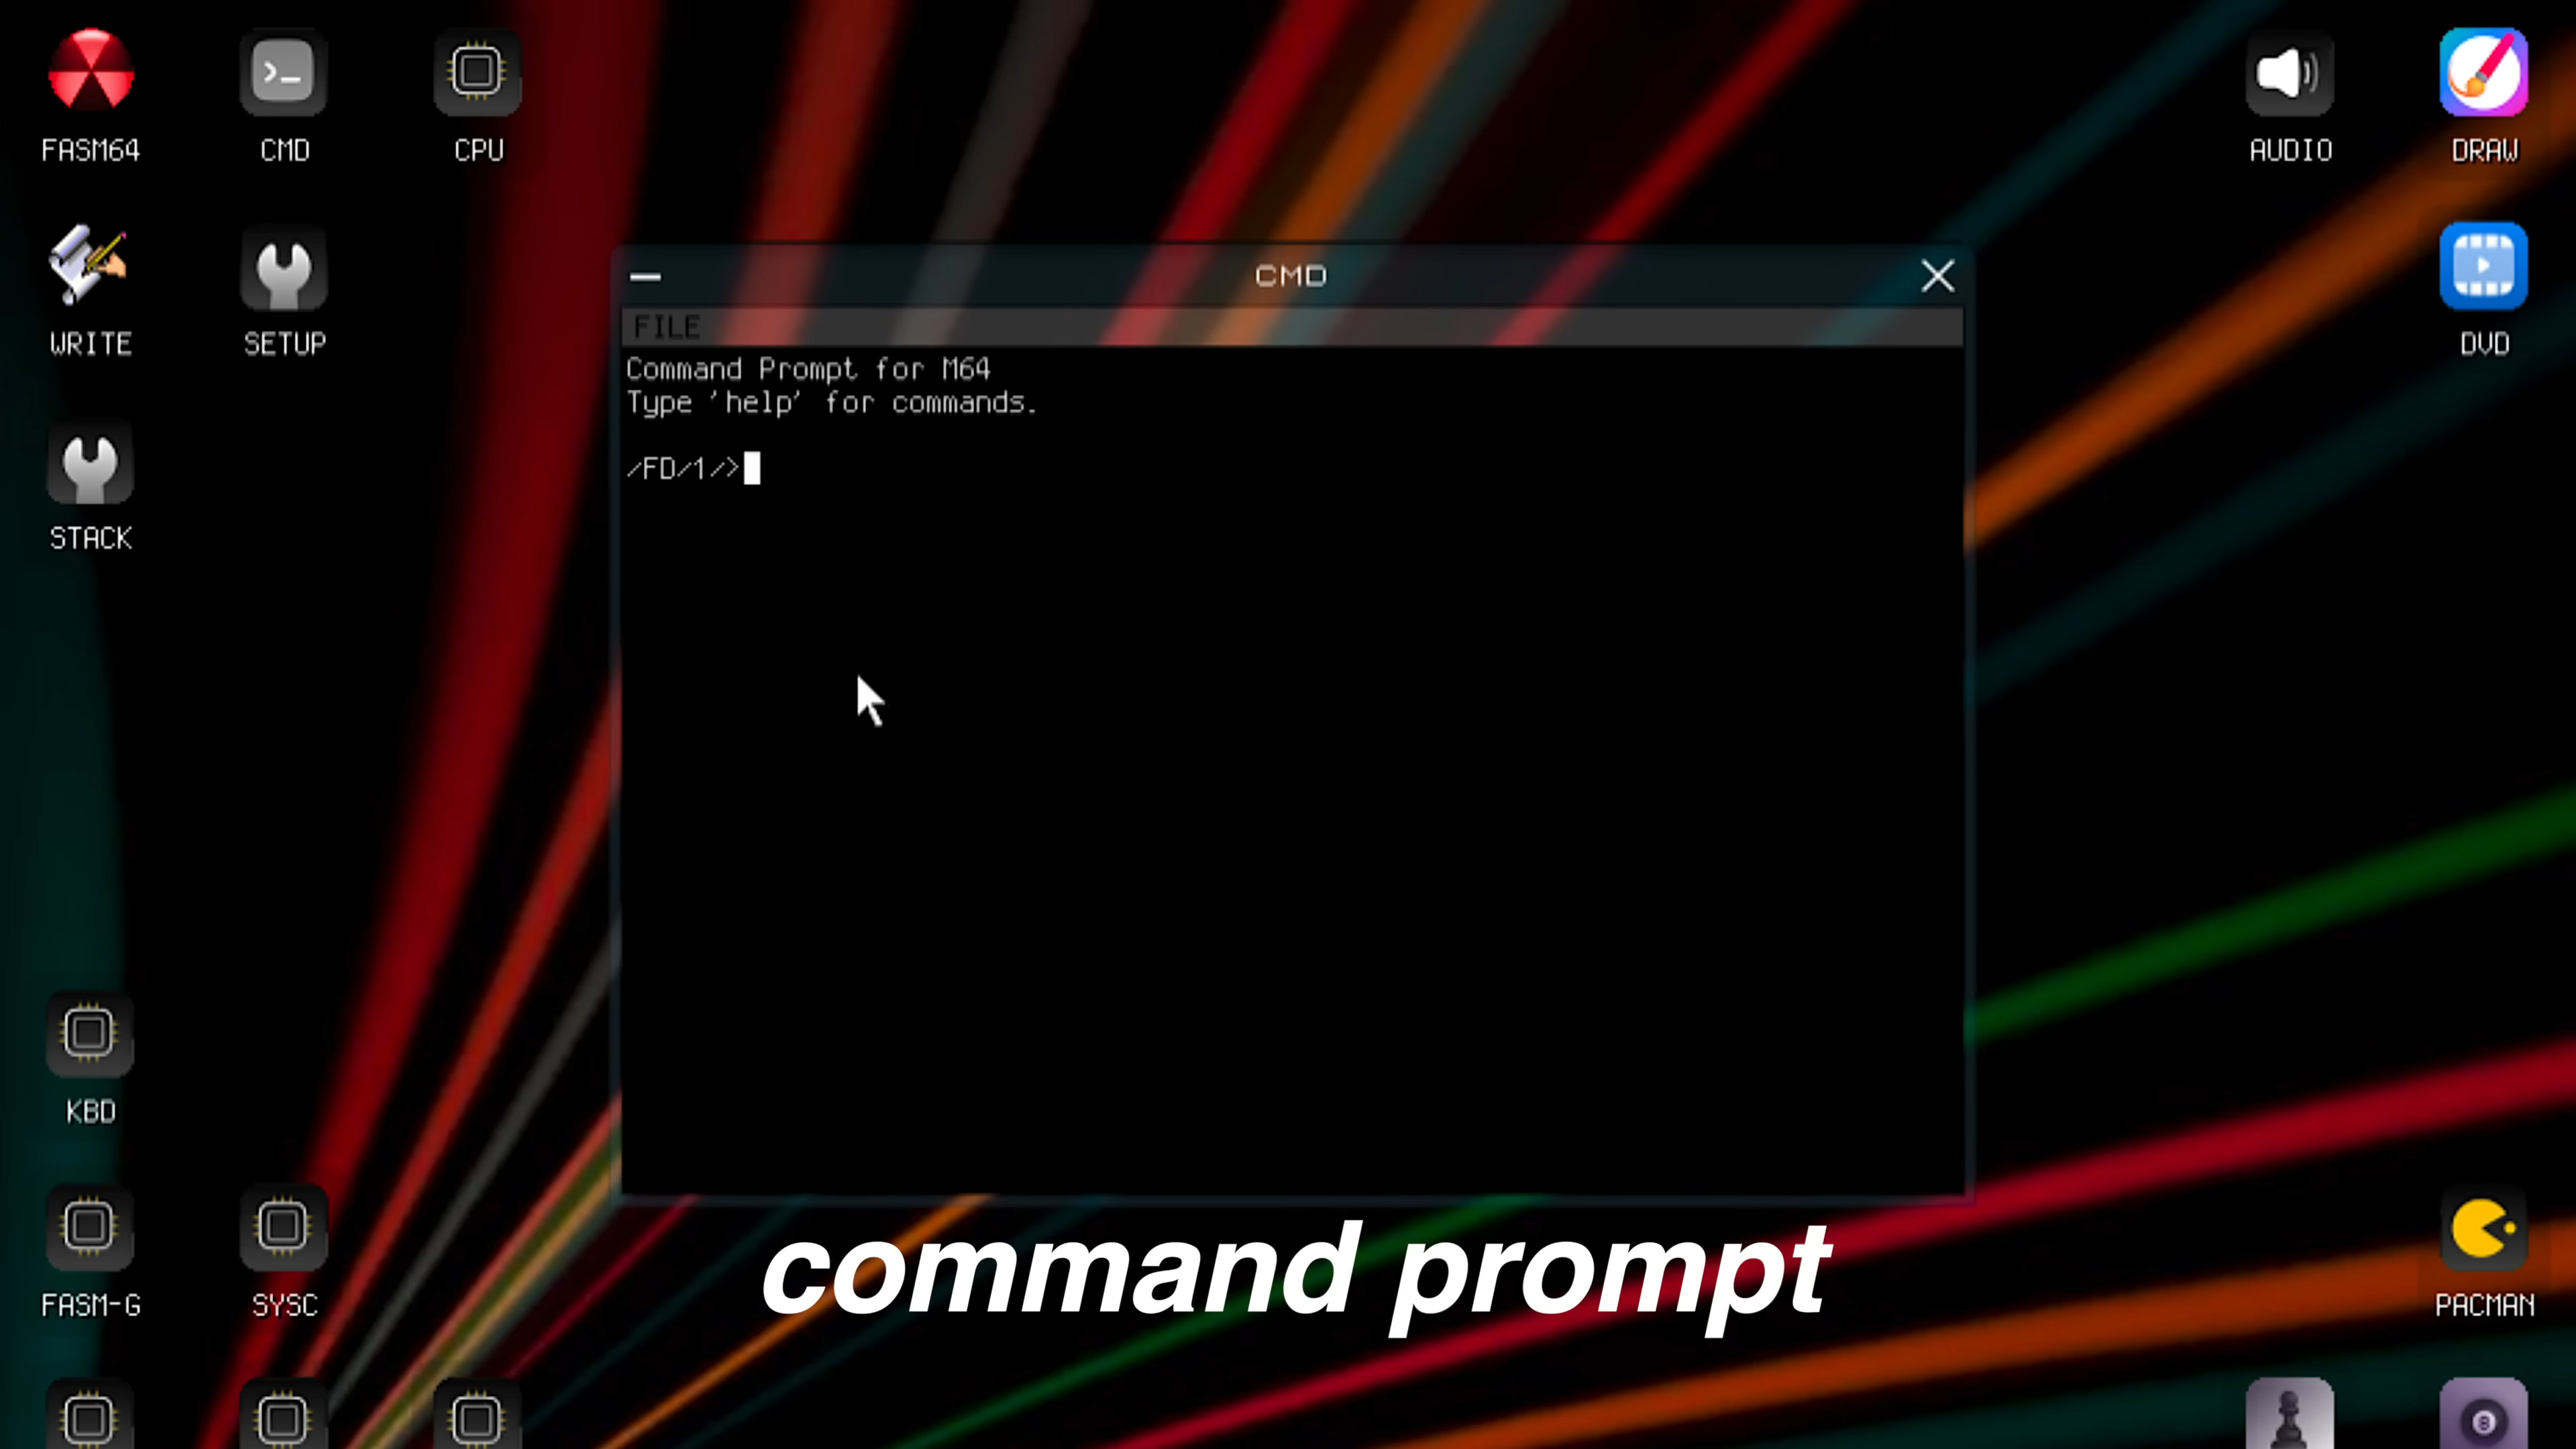 FASM64
CMD
CPU
AUDIO
DRAW
WRITE
SETUP
DVD
STACK
CMD
FILE
Command Prompt for M64
Type 'help' for commands.
/FD/1/>
KBD
FASM-G
SYSC
PACMAN
command prompt
8